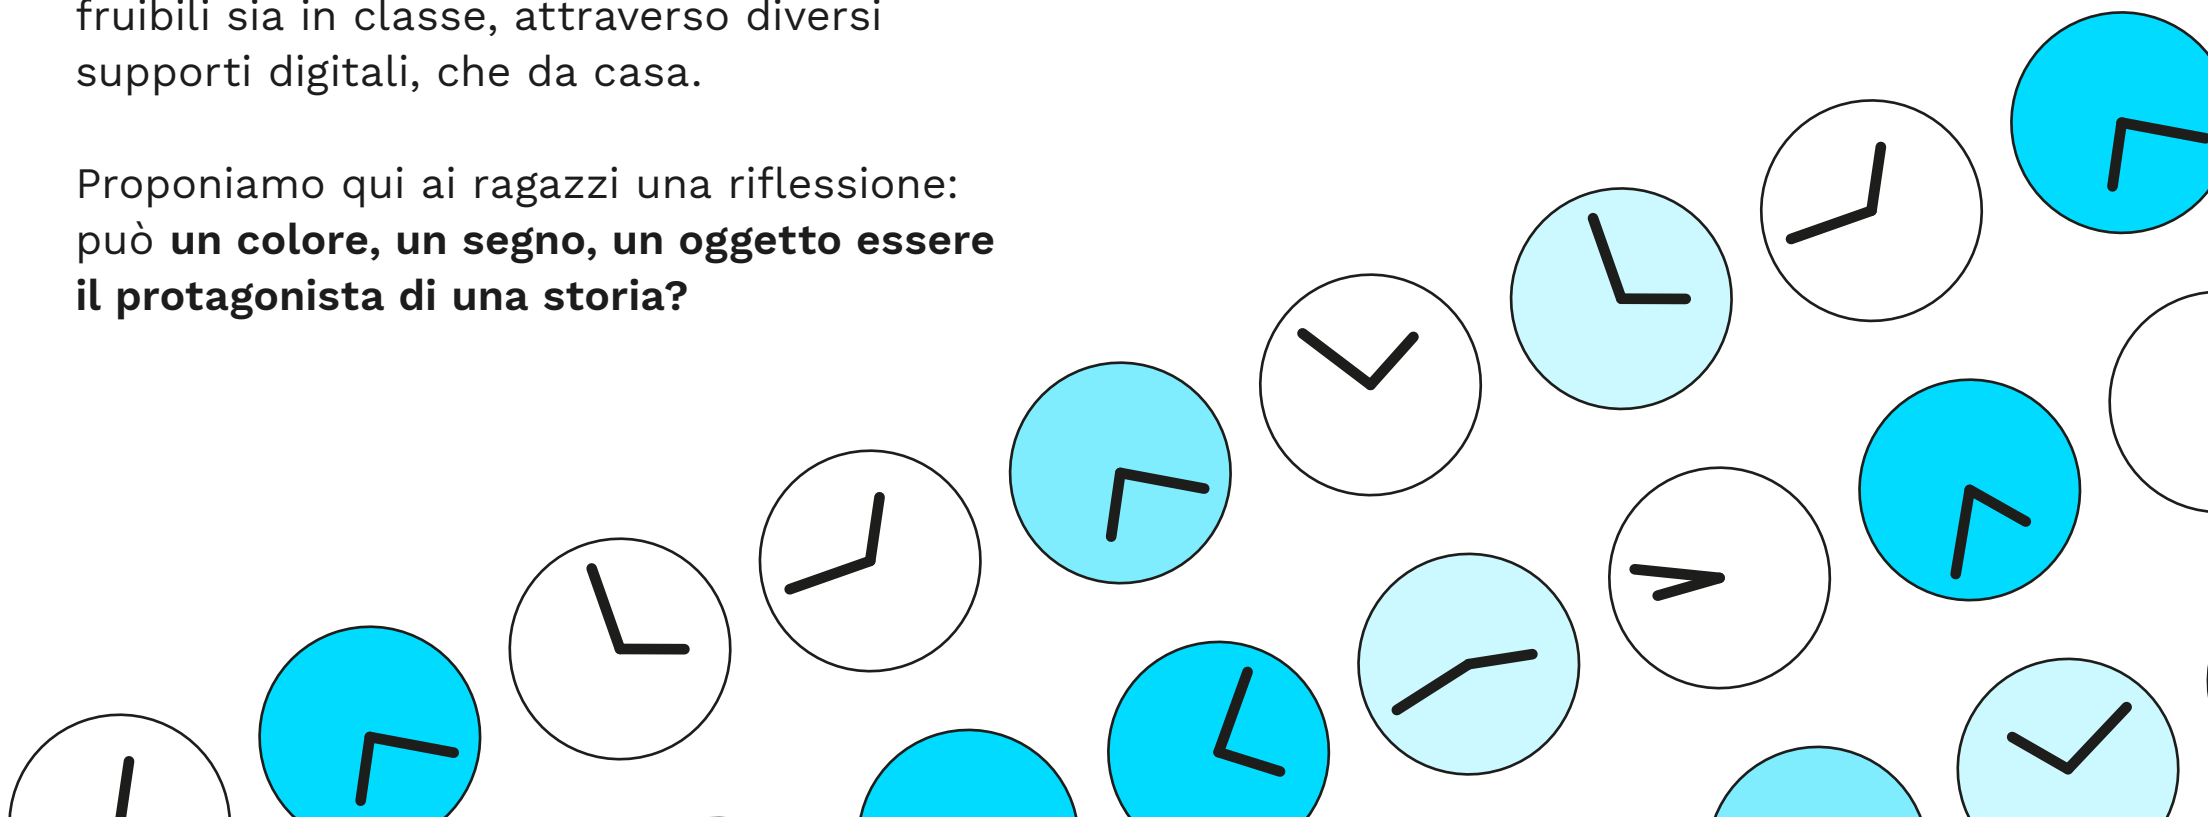 fruibili sia in classe, attraverso diversi
supporti digitali, che da casa.
Proponiamo qui ai ragazzi una riflessione:
può un colore, un segno, un oggetto essere
il protagonista di una storia?